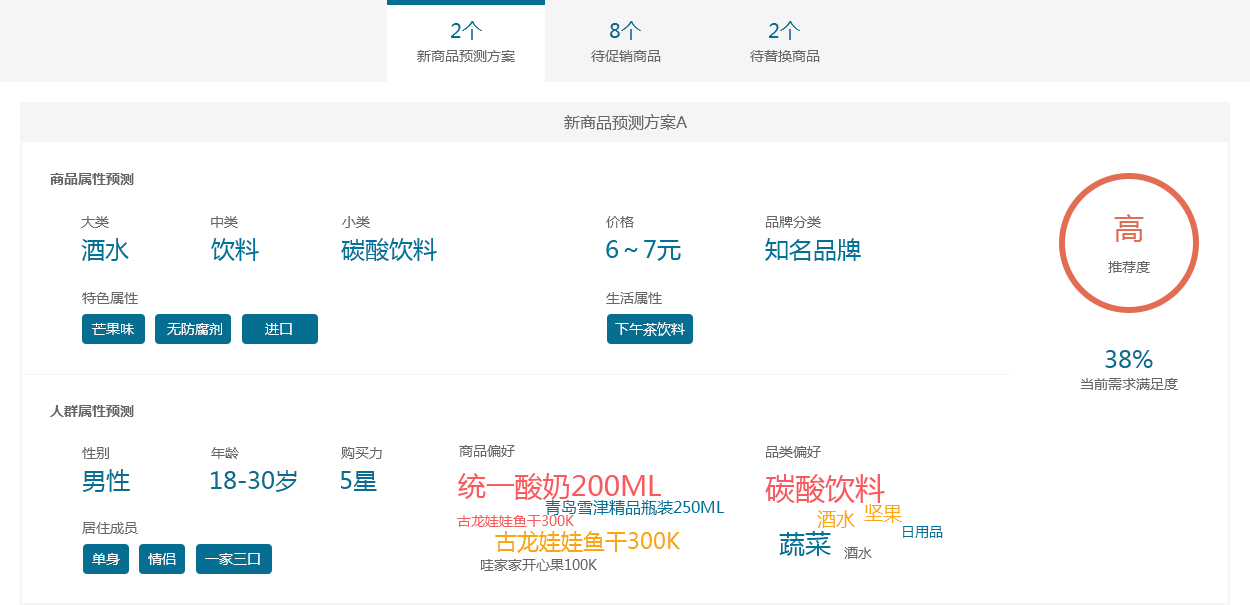 2个
新商品预测方案
8个
待促销商品
2个
待替换商品
新商品预测方案A
商品属性预测
大类
中类
小类
价格
品牌分类
酒水
饮料
碳酸饮料
6～7元
知名品牌
特色属性
生活属性
芒果味
无防腐剂
进口
下午茶饮料
高
推荐度
38%
当前需求满足度
人群属性预测
性别
年龄
购买力
商品偏好
品类偏好
男性
18-30岁
5星
统一酸奶200ML
青岛雪津精品瓶装250ML
古龙娃娃鱼干300K
古龙娃娃鱼干300K
哇家家开心果100K
碳酸饮料
酒水
坚果
日用品
蔬菜
酒水
居住成员
单身
情侣
一家三口